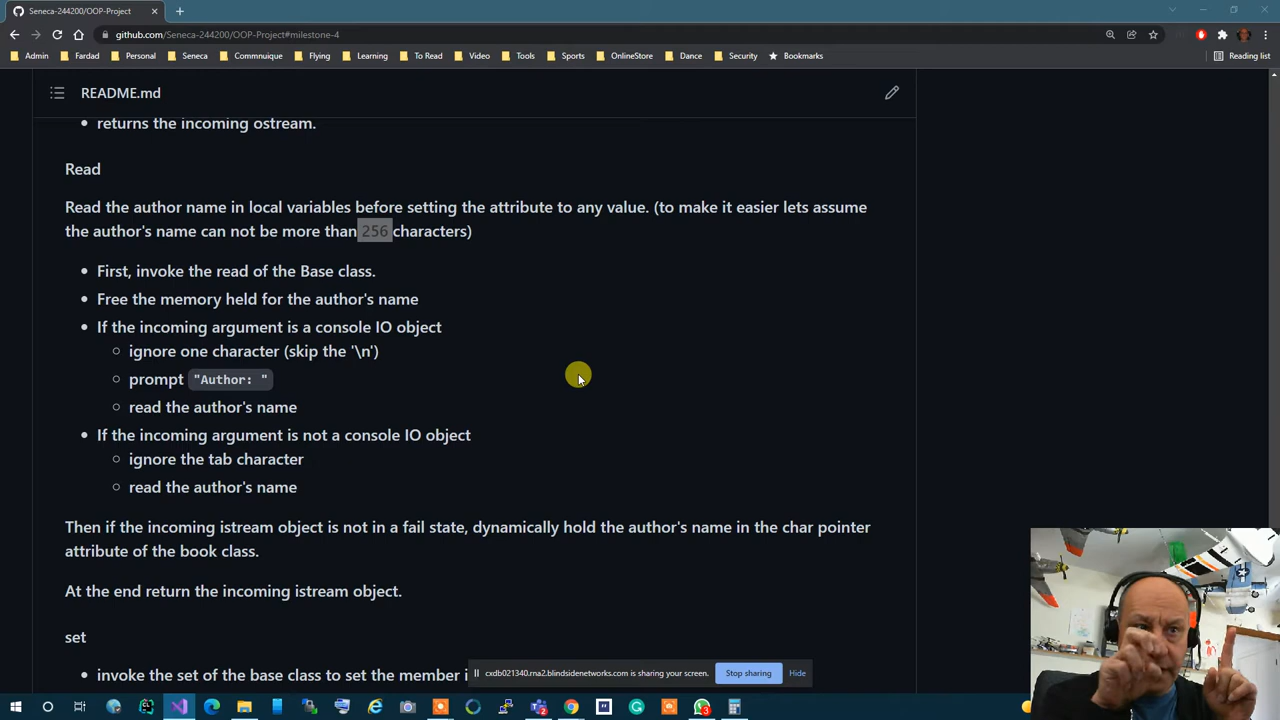 Seneca-244200/OOP-Project
github.com/Seneca-244200/OOP-Project#milestone-4
Admin Fardad Personal Seneca Commnuique Flying Learning To Read Video Tools Sports OnlineStore Dance Security Bookmarks Reading list
README.md
returns the incoming ostream.
Read
Read the author name in local variables before setting the attribute to any value. (to make it easier lets assume
the author's name can not be more than 256 characters)
First, invoke the read of the Base class.
Free the memory held for the author's name
If the incoming argument is a console IO object
ignore one character (skip the '\n')
prompt "Author: "
read the author's name
If the incoming argument is not a console IO object
ignore the tab character
read the author's name
Then if the incoming istream object is not in a fail state, dynamically hold the author's name in the char pointer
attribute of the book class.
At the end return the incoming istream object.
set
invoke the set of the base class to set the member i
cxdb021340.rna2.blindsidenetworks.com is sharing your screen. Stop sharing Hide